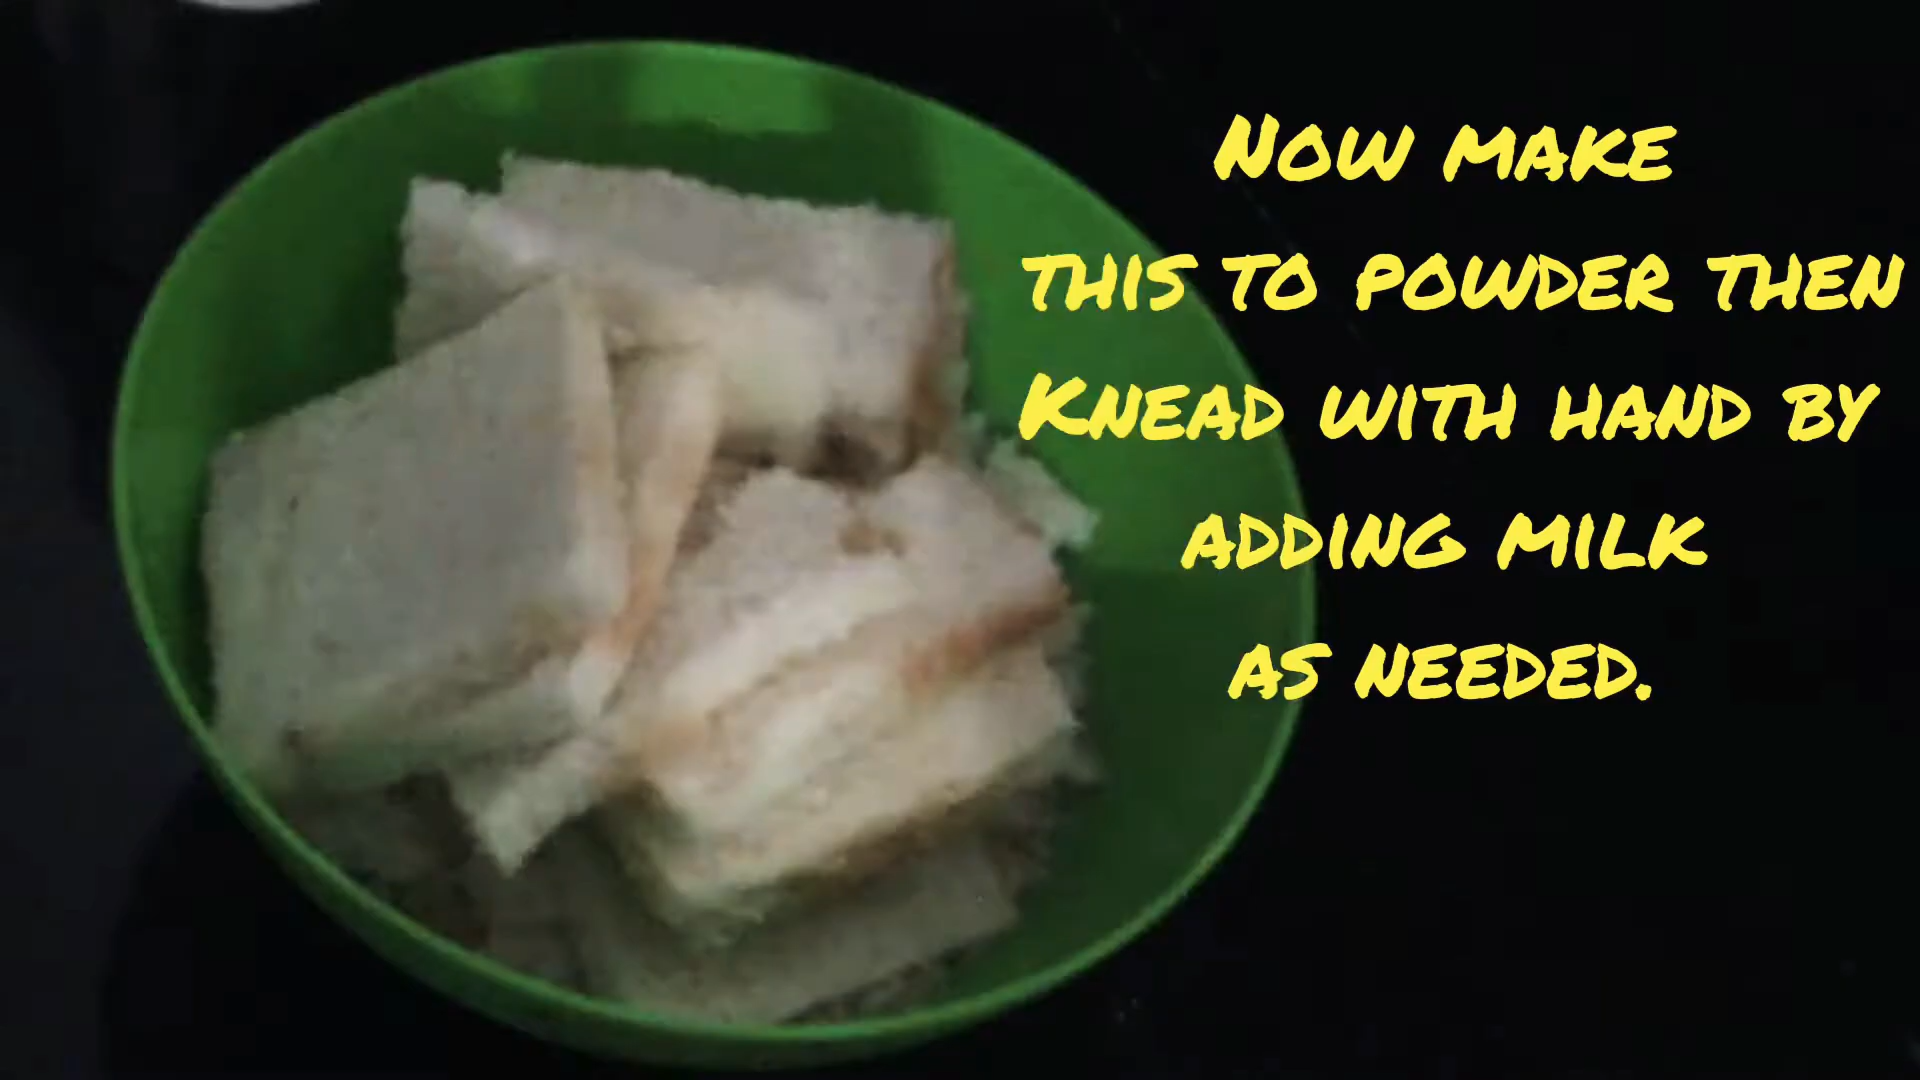 Now make
this to powder then
Knead with hand by
adding milk
as needed.